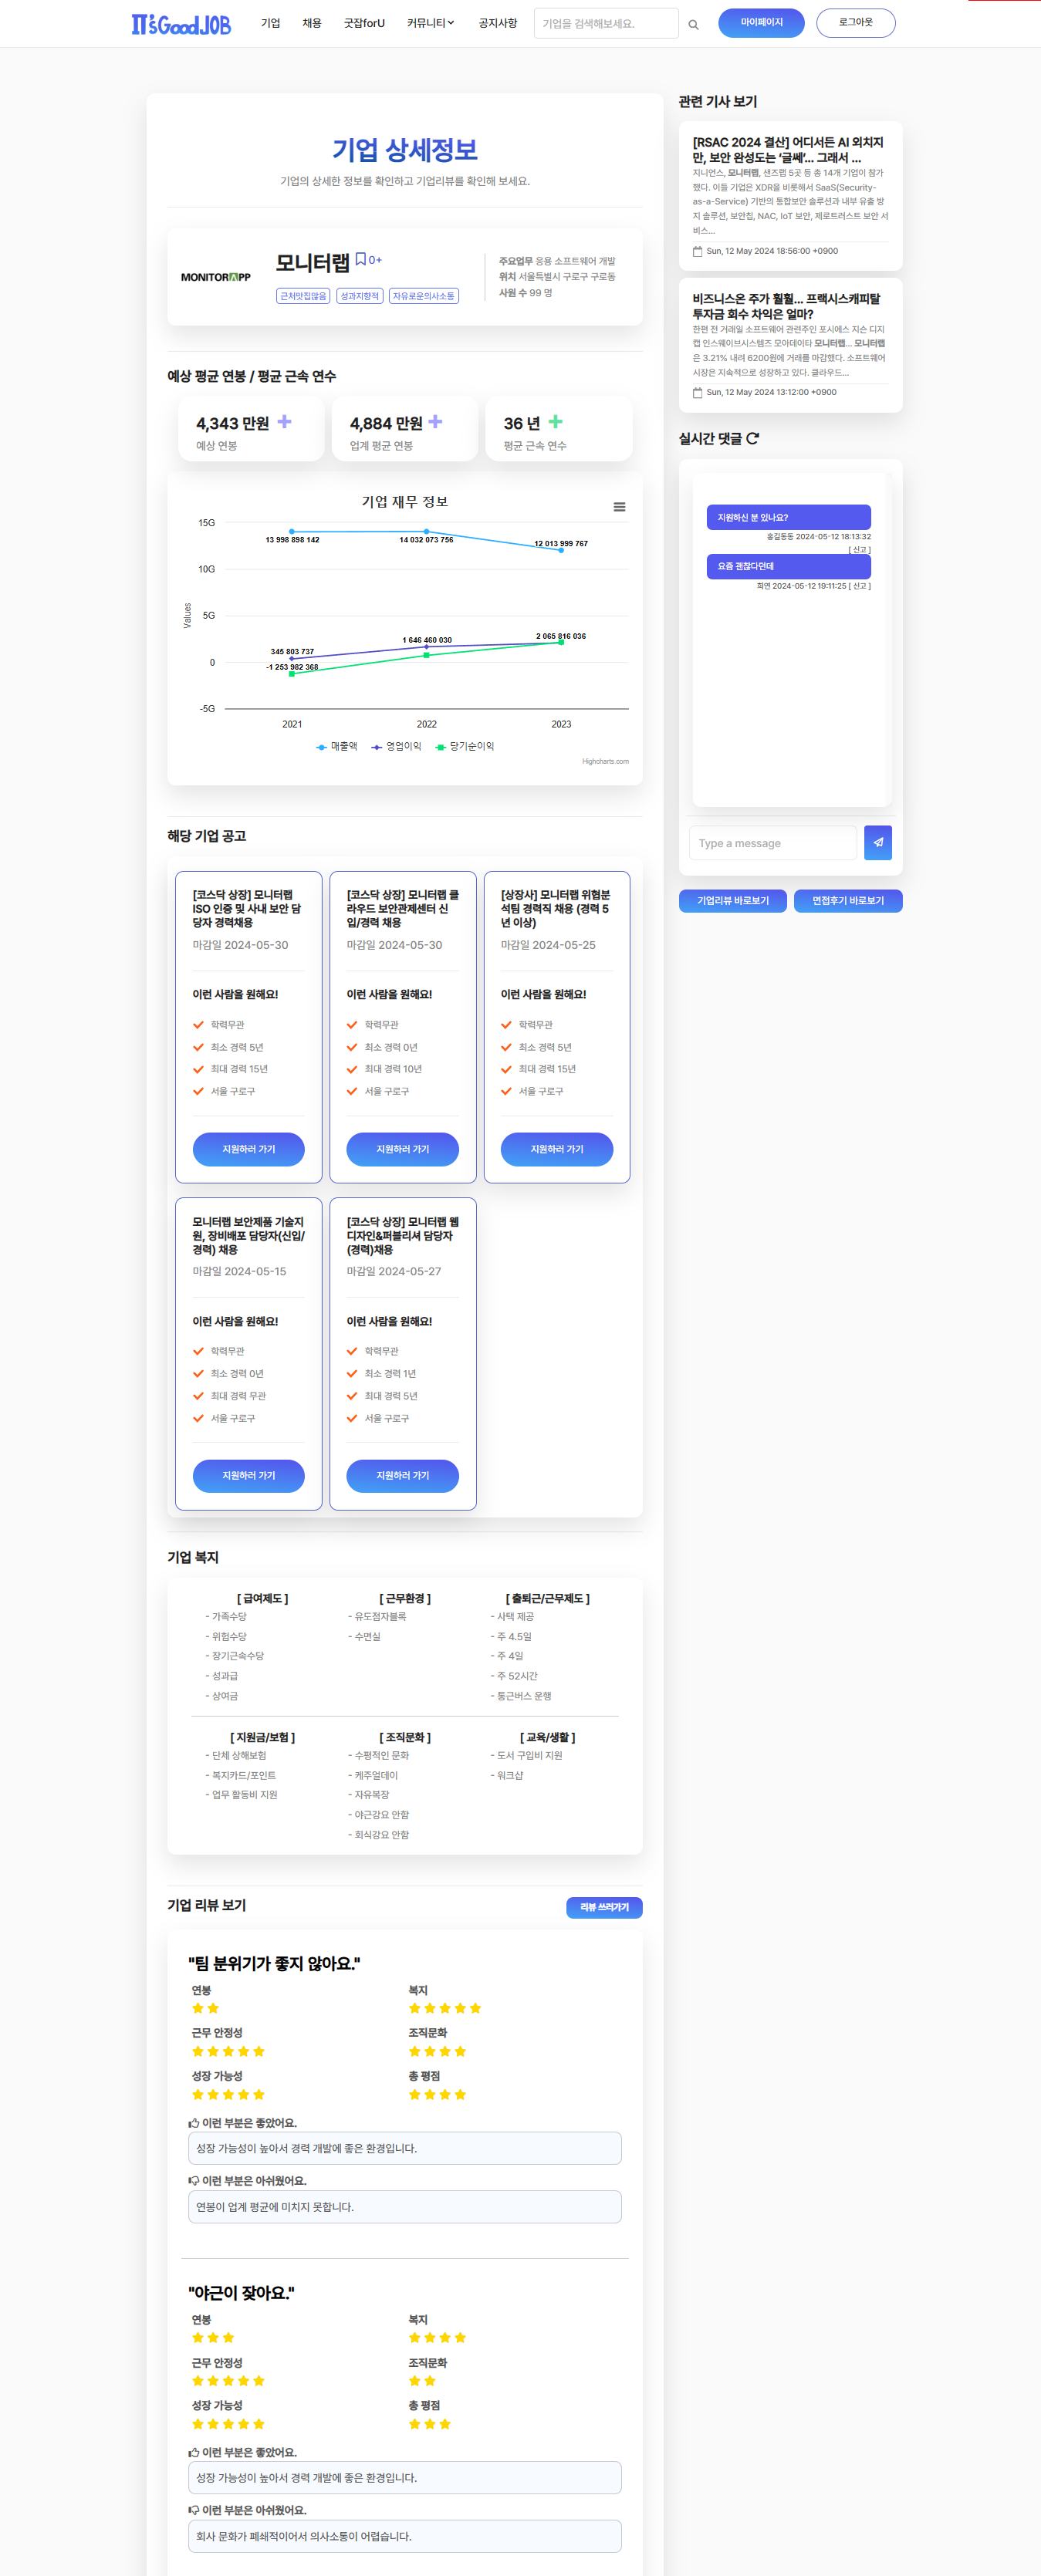 IT'sGoodJOB
기업
채용
굿잡forU
커뮤니티
공지사항
기업을 검색해보세요.
마이페이지
로그아웃
기업 상세정보
기업의 상세한 정보를 확인하고 기업리뷰를 확인해 보세요.
MONITORAPP
모니터랩 0+
근처맛집많음 성과지향적 자유로운의사소통
주요업무 응용 소프트웨어 개발
위치 서울특별시 구로구 구로동
사원 수 99 명
예상 평균 연봉 / 평균 근속 연수
4,343 만원
예상 연봉
4,884 만원
업계 평균 연봉
36 년
평균 근속 연수
기업 재무 정보
15G
10G
5G
0
-5G
Values
13 998 898 142
14 032 073 756
12 013 999 767
345 803 737
1 646 460 030
2 065 816 036
-1 253 982 368
2021
2022
2023
매출액 영업이익 당기순이익
Highcharts.com
해당 기업 공고
[코스닥 상장] 모니터랩
ISO 인증 및 사내 보안 담
당자 경력채용
마감일 2024-05-30
이런 사람을 원해요!
학력무관
최소 경력 5년
최대 경력 15년
서울 구로구
지원하러 가기
[코스닥 상장] 모니터랩 클
라우드 보안관제센터 신
입/경력 채용
마감일 2024-05-30
이런 사람을 원해요!
학력무관
최소 경력 0년
최대 경력 10년
서울 구로구
지원하러 가기
[상장사] 모니터랩 위협분
석팀 경력직 채용 (경력 5
년 이상)
마감일 2024-05-25
이런 사람을 원해요!
학력무관
최소 경력 5년
최대 경력 15년
서울 구로구
지원하러 가기
모니터랩 보안제품 기술지
원, 장비배포 담당자(신입/
경력) 채용
마감일 2024-05-15
이런 사람을 원해요!
학력무관
최소 경력 0년
최대 경력 무관
서울 구로구
지원하러 가기
[코스닥 상장] 모니터랩 웹
디자인&퍼블리셔 담당자
(경력)채용
마감일 2024-05-27
이런 사람을 원해요!
학력무관
최소 경력 1년
최대 경력 5년
서울 구로구
지원하러 가기
기업 복지
[ 급여제도 ]
- 가족수당
- 위험수당
- 장기근속수당
- 성과급
- 상여금
[ 근무환경 ]
- 유도점자블록
- 수면실
[ 출퇴근/근무제도 ]
- 사택 제공
- 주 4.5일
- 주 4일
- 주 52시간
- 통근버스 운행
[ 지원금/보험 ]
- 단체 상해보험
- 복지카드/포인트
- 업무 활동비 지원
[ 조직문화 ]
- 수평적인 문화
- 케주얼데이
- 자유복장
- 야근강요 안함
- 회식강요 안함
[ 교육/생활 ]
- 도서 구입비 지원
- 워크샵
기업 리뷰 보기
리뷰 쓰러가기
"팀 분위기가 좋지 않아요."
연봉
복지
근무 안정성
조직문화
성장 가능성
총 평점
이런 부분은 좋았어요.
성장 가능성이 높아서 경력 개발에 좋은 환경입니다.
이런 부분은 아쉬웠어요.
연봉이 업계 평균에 미치지 못합니다.
"야근이 잦아요."
연봉
복지
근무 안정성
조직문화
성장 가능성
총 평점
이런 부분은 좋았어요.
성장 가능성이 높아서 경력 개발에 좋은 환경입니다.
이런 부분은 아쉬웠어요.
회사 문화가 폐쇄적이어서 의사소통이 어렵습니다.
관련 기사 보기
[RSAC 2024 결산] 어디서든 AI 외치지
만, 보안 완성도는 ‘글쎄’... 그래서 ...
지니언스, 모니터랩, 샌즈랩 5곳 등 총 14개 기업이 참가
했다. 이들 기업은 XDR을 비롯해서 SaaS(Security-
as-a-Service) 기반의 통합보안 솔루션과 내부 유출 방
지 솔루션, 보안칩, NAC, IoT 보안, 제로트러스트 보안 서
비스...
Sun, 12 May 2024 18:56:00 +0900
비즈니스온 주가 훨훨... 프랙시스캐피탈
투자금 회수 차익은 얼마?
한편 전 거래일 소프트웨어 관련주인 포시에스 지슨 디지
캡 인스웨이브시스템즈 모아데이타 모니터랩... 모니터랩
은 3.21% 내려 6200원에 거래를 마감했다. 소프트웨어
시장은 지속적으로 성장하고 있다. 클라우드...
Sun, 12 May 2024 13:12:00 +0900
실시간 댓글
지원하신 분 있나요?
홍길동동 2024-05-12 18:13:32
[ 신고 ]
요즘 괜찮다던데
희연 2024-05-12 19:11:25 [ 신고 ]
Type a message
기업리뷰 바로보기
면접후기 바로보기